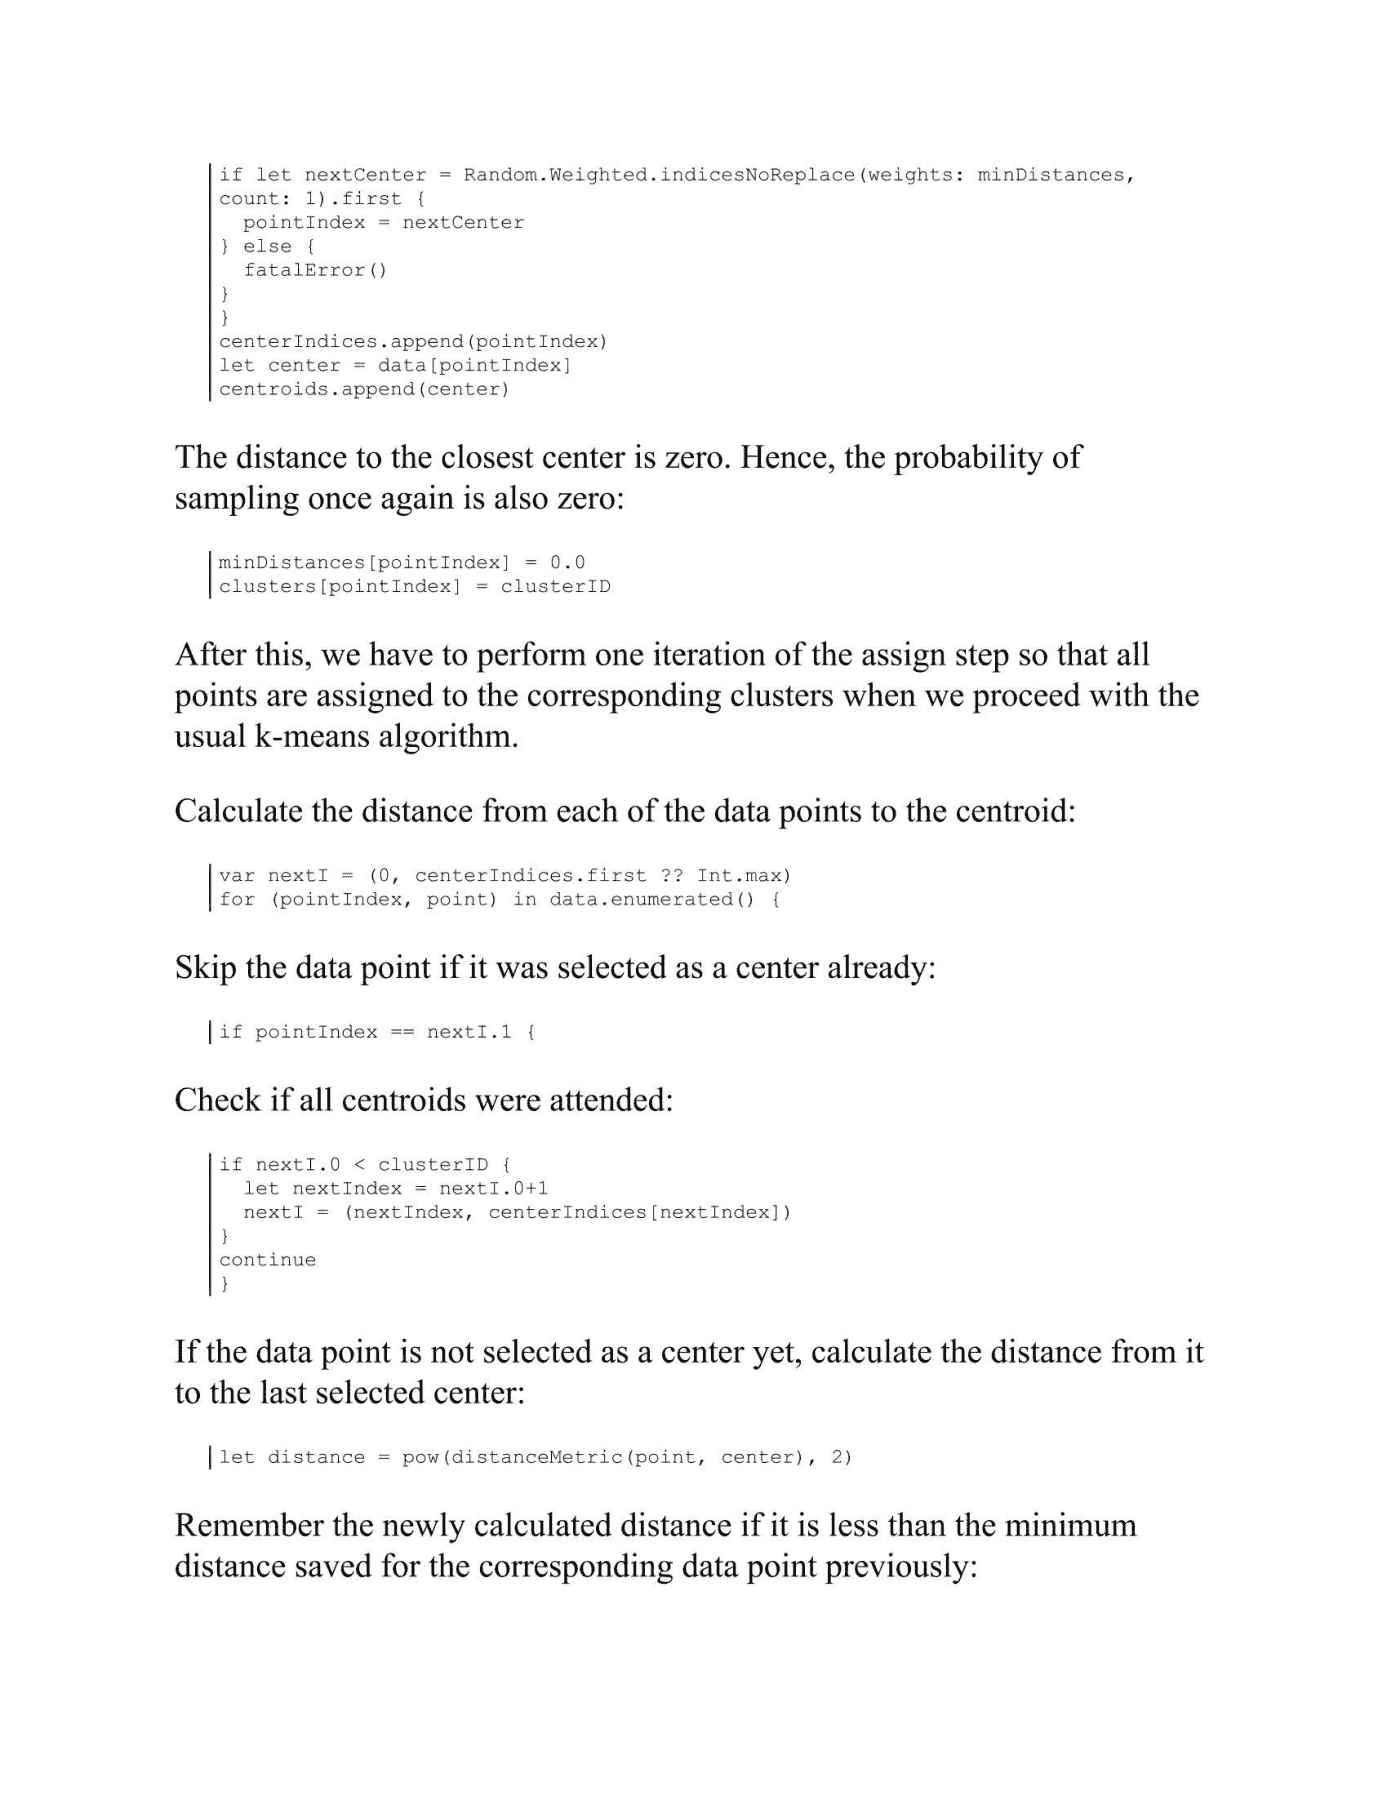 if let nextCenter = Random.Weighted.indicesNoReplace(weights: minDistances,
count: 1).first {
  pointIndex = nextCenter
} else {
  fatalError()
}
}
centerIndices.append(pointIndex)
let center = data[pointIndex]
centroids.append(center)
The distance to the closest center is zero. Hence, the probability of
sampling once again is also zero:
minDistances[pointIndex] = 0.0
clusters[pointIndex] = clusterID
After this, we have to perform one iteration of the assign step so that all
points are assigned to the corresponding clusters when we proceed with the
usual k-means algorithm.
Calculate the distance from each of the data points to the centroid:
var nextI = (0, centerIndices.first ?? Int.max)
for (pointIndex, point) in data.enumerated() {
Skip the data point if it was selected as a center already:
if pointIndex == nextI.1 {
Check if all centroids were attended:
if nextI.0 < clusterID {
  let nextIndex = nextI.0+1
  nextI = (nextIndex, centerIndices[nextIndex])
}
continue
}
If the data point is not selected as a center yet, calculate the distance from it
to the last selected center:
let distance = pow(distanceMetric(point, center), 2)
Remember the newly calculated distance if it is less than the minimum
distance saved for the corresponding data point previously: